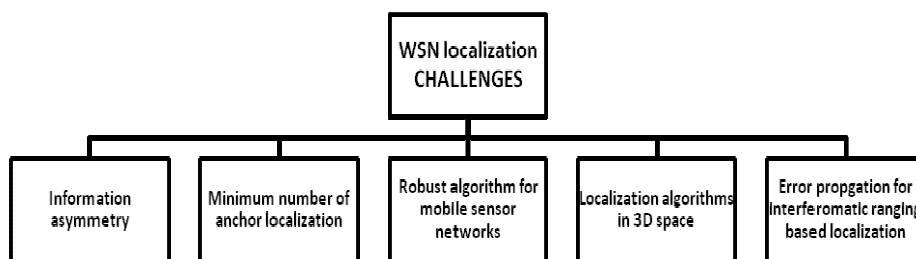 WSN localization
CHALLENGES
Information
asymmetry
Minimum number of
anchor localization
Robust algorithm for
mobile sensor
networks
Localization algorithms
in 3D space
Error propgation for
interferomatic ranging
based localization